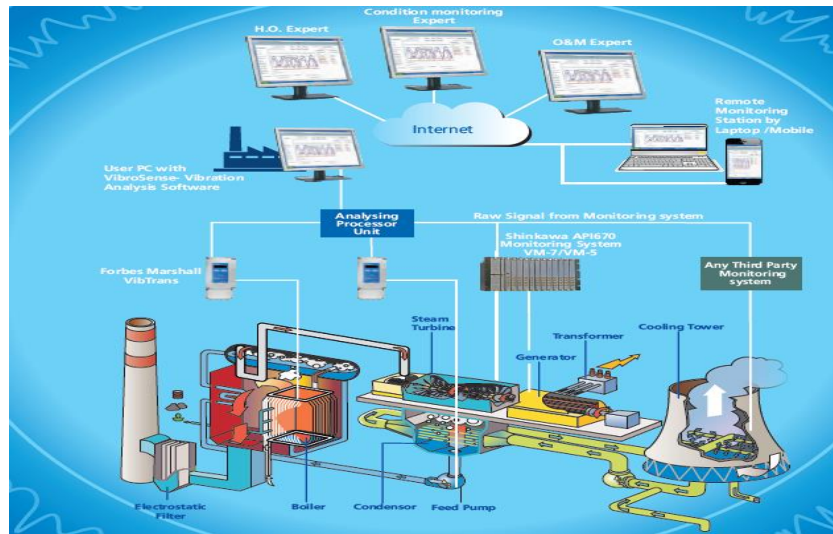 Condition monitoring
Expert
H.O. Expert
O&M Expert
Internet
Remote
Monitoring
Station by
Laptop /Mobile
User PC with
VibroSense- Vibration
Analysis Software
Analysing
Processor
Unit
Raw Signal from Monitoring system
Shinkawa API670
Monitoring System
VM-7/VM-5
Forbes Marshall
VibTrans
Any Third Party
Monitoring
system
Steam
Turbine
Transformer
Cooling Tower
Generator
Electrostatic
Filter
Boiler
Condensor
Feed Pump